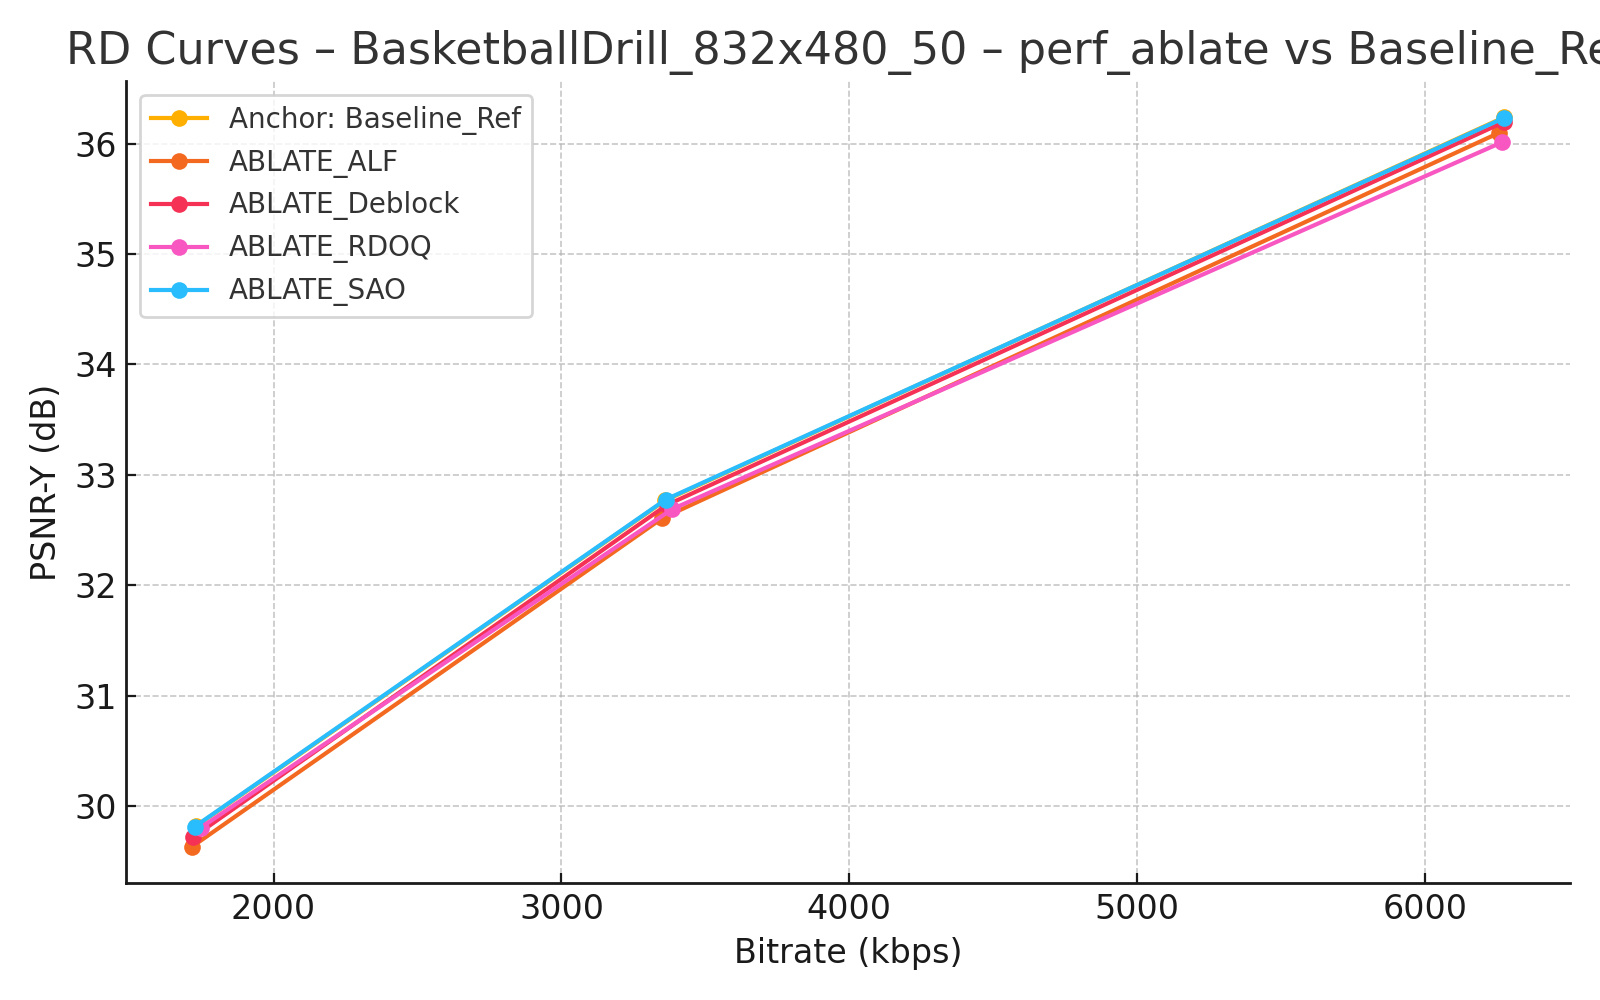 RD Curves – BasketballDrill_832x480_50 – perf_ablate vs Baseline_Re
Anchor: Baseline_Ref
ABLATE_ALF
ABLATE_Deblock
ABLATE_RDOQ
ABLATE_SAO
36
35
34
33
32
31
30
PSNR-Y (dB)
2000 3000 4000 5000 6000
Bitrate (kbps)